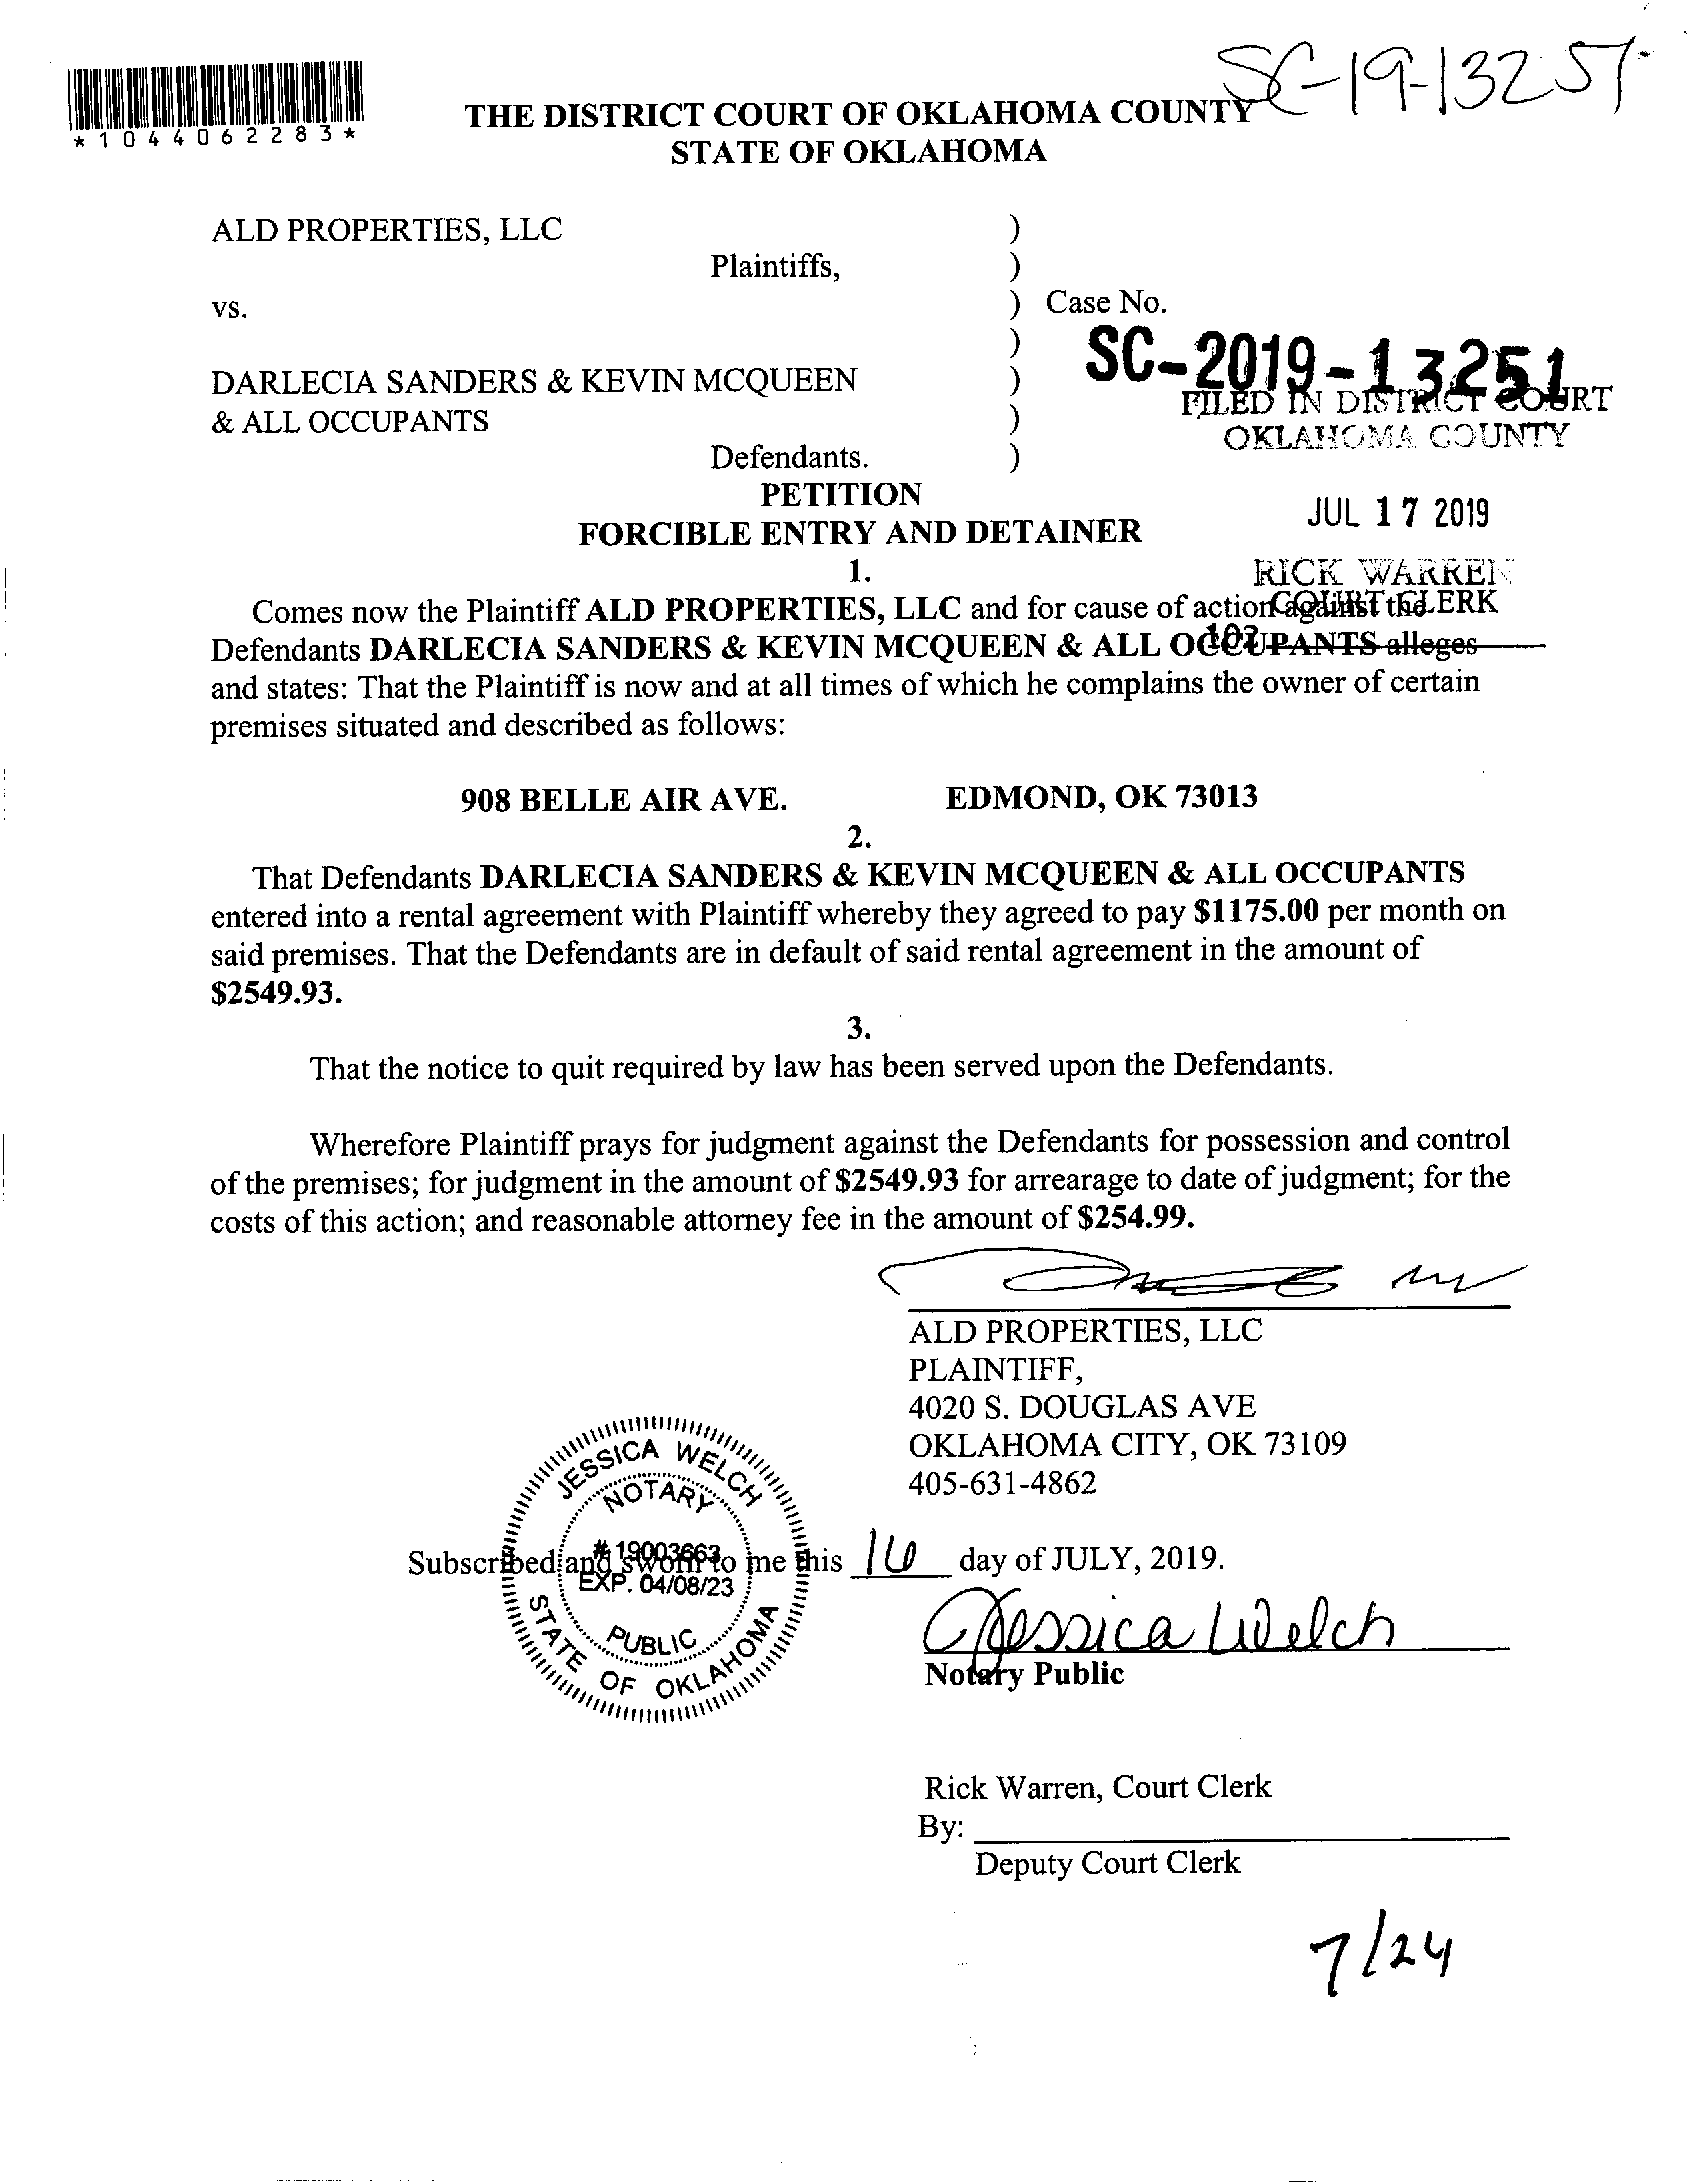 SC-19-13251
*1044062283*
THE DISTRICT COURT OF OKLAHOMA COUNTY
STATE OF OKLAHOMA
ALD PROPERTIES, LLC )
Plaintiffs, )
vs. ) Case No.
)
SC-2019-13251
DARLECIA SANDERS & KEVIN MCQUEEN )
FILED IN DISTRICT COURT
& ALL OCCUPANTS )
OKLAHOMA COUNTY
Defendants. )
PETITION
JUL 17 2019
FORCIBLE ENTRY AND DETAINER
1.
RICK WARREN
COURT CLERK
Comes now the Plaintiff ALD PROPERTIES, LLC and for cause of action against the
102
Defendants DARLECIA SANDERS & KEVIN MCQUEEN & ALL OCCUPANTS alleges
and states: That the Plaintiff is now and at all times of which he complains the owner of certain
premises situated and described as follows:
908 BELLE AIR AVE. EDMOND, OK 73013
2.
That Defendants DARLECIA SANDERS & KEVIN MCQUEEN & ALL OCCUPANTS
entered into a rental agreement with Plaintiff whereby they agreed to pay $1175.00 per month on
said premises. That the Defendants are in default of said rental agreement in the amount of
$2549.93.
3.
That the notice to quit required by law has been served upon the Defendants.
Wherefore Plaintiff prays for judgment against the Defendants for possession and control
of the premises; for judgment in the amount of $2549.93 for arrearage to date of judgment; for the
costs of this action; and reasonable attorney fee in the amount of $254.99.
ALD PROPERTIES, LLC
PLAINTIFF,
4020 S. DOUGLAS AVE
OKLAHOMA CITY, OK 73109
405-631-4862
JESSICA WELCH
NOTARY
# 19003663
EXP. 04/08/23
PUBLIC
STATE OF OKLAHOMA
Subscribed and sworn to me this 16 day of JULY, 2019.
Jessica Welch
Notary Public
Rick Warren, Court Clerk
By:
Deputy Court Clerk
7/24